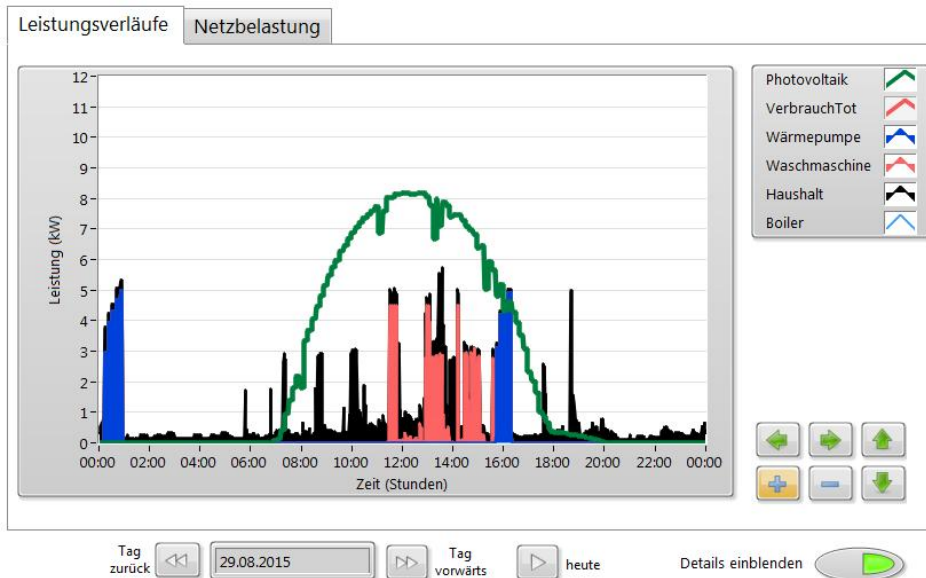 Leistungsverläufe
Netzbelastung
12
11
10
9
8
7
6
5
4
3
2
1
0
Leistung (kW)
00:00 02:00 04:00 06:00 08:00 10:00 12:00 14:00 16:00 18:00 20:00 22:00 00:00
Zeit (Stunden)
Photovoltaik
VerbrauchTot
Wärmepumpe
Waschmaschine
Haushalt
Boiler
Tag
zurück
29.08.2015
Tag
vorwärts
heute
Details einblenden